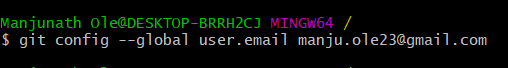 Manjunath Ole@DESKTOP-BRRH2CJ MINGW64 /
$ git config --global user.email manju.ole23@gmail.com